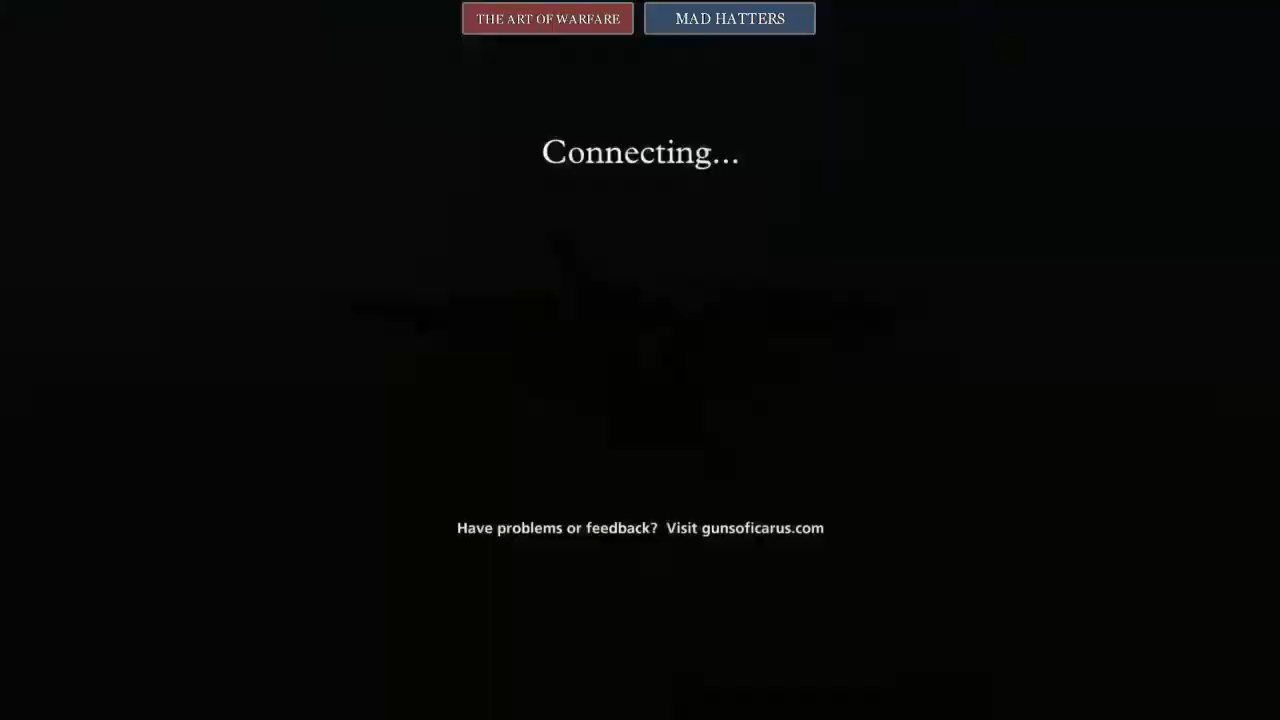 THE ART OF WARFARE MAD HATTERS
Connecting...
Have problems or feedback? Visit gunsoficarus.com